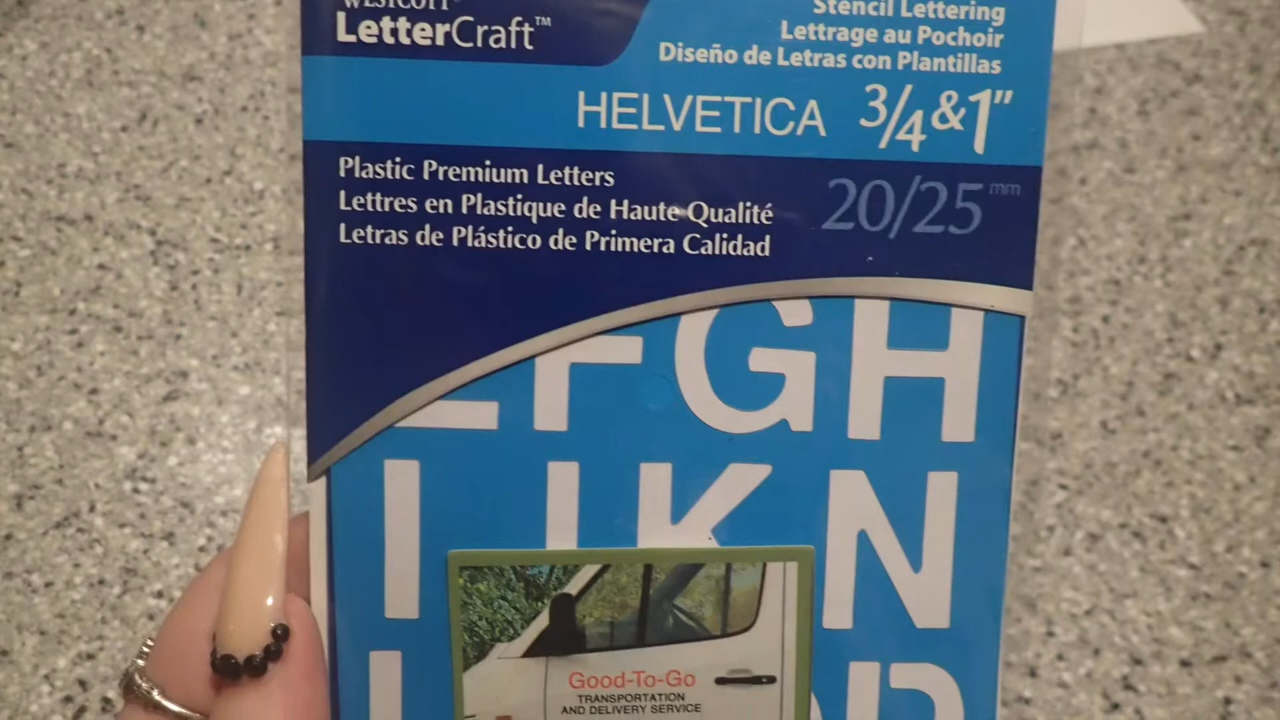 WESTCOTT
LetterCraft™
Stencil Lettering
Lettrage au Pochoir
Diseño de Letras con Plantillas
HELVETICA 3/4 & 1"
Plastic Premium Letters
Lettres en Plastique de Haute Qualité
Letras de Plástico de Primera Calidad
20/25 mm
EFGH
IJKN
Good-To-Go
TRANSPORTATION
AND DELIVERY SERVICE